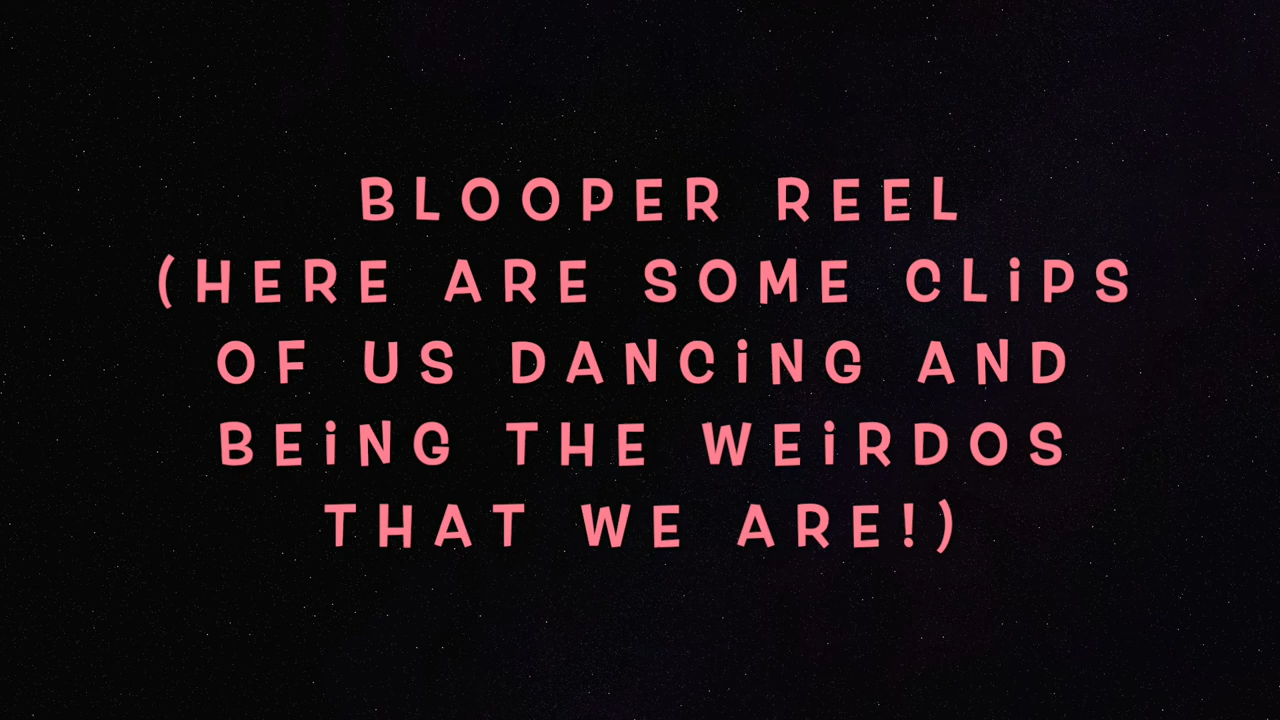 BLOOPER REEL
(HERE ARE SOME CLiPS
OF US DANCiNG AND
BEiNG THE WEiRDOS
THAT WE ARE!)